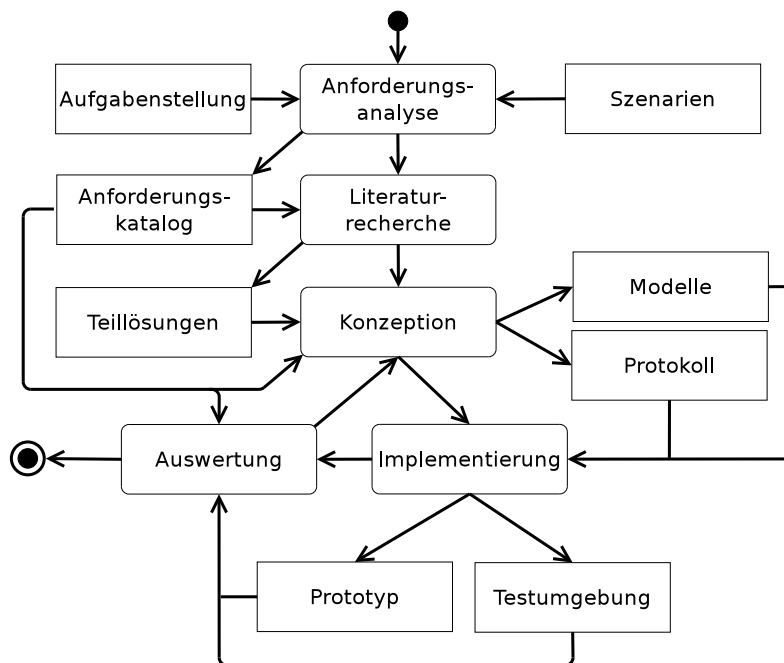 Aufgabenstellung
Anforderungs-
analyse
Szenarien
Anforderungs-
katalog
Literatur-
recherche
Teillösungen
Konzeption
Modelle
Protokoll
Auswertung
Implementierung
Prototyp
Testumgebung